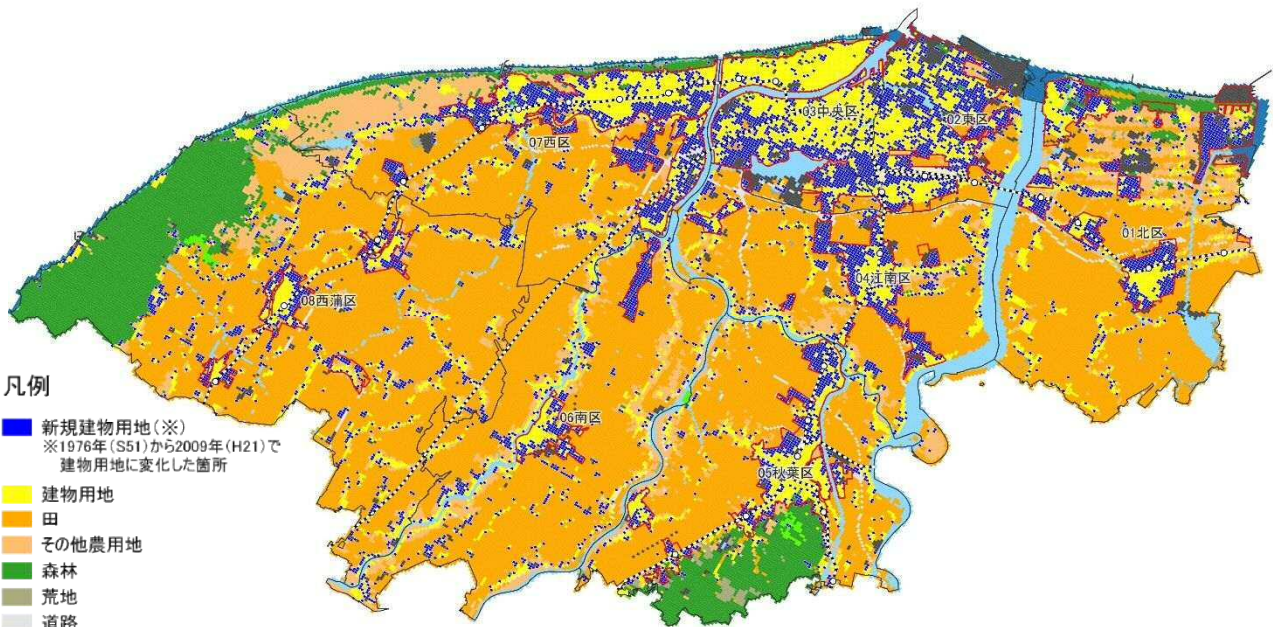 03中央区
02東区
07西区
01北区
04江南区
08西蒲区
06南区
05秋葉区
凡例
新規建物用地(※)
※1976年(S51)から2009年(H21)で
建物用地に変化した箇所
建物用地
田
その他農用地
森林
荒地
道路